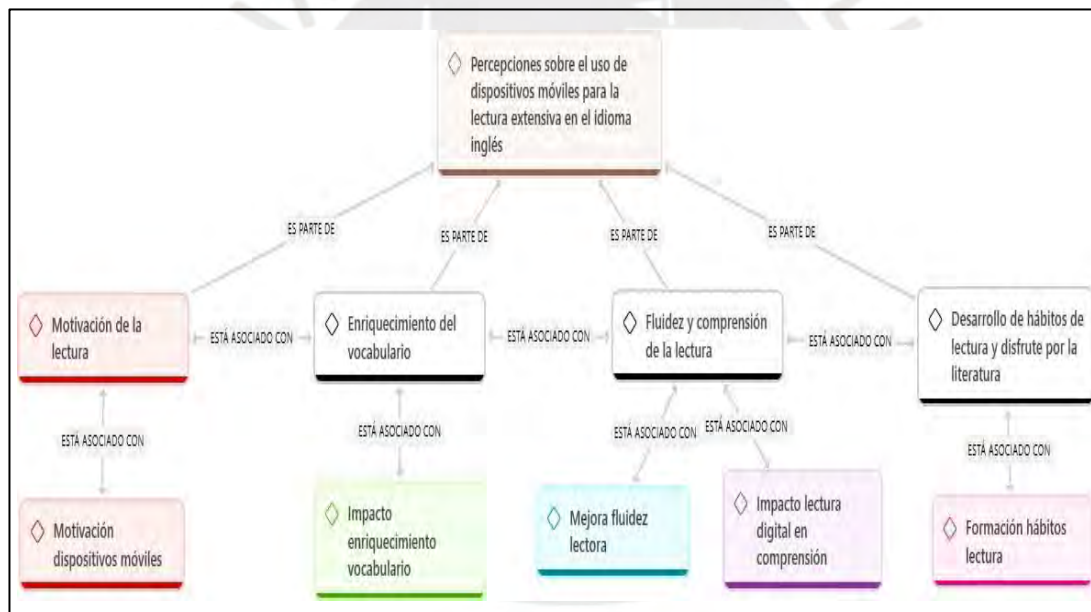 Percepciones sobre el uso de
dispositivos móviles para la
lectura extensiva en el idioma
inglés
ES PARTE DE
ES PARTE DE
ES PARTE DE
ES PARTE DE
Motivación de la
lectura
ESTÁ ASOCIADO CON
Enriquecimiento del
vocabulario
ESTÁ ASOCIADO CON
Fluidez y comprensión
de la lectura
ESTÁ ASOCIADO CON
Desarrollo de hábitos de
lectura y disfrute por la
literatura
ESTÁ ASOCIADO CON
ESTÁ ASOCIADO CON
ESTÁ ASOCIADO CON
ESTÁ ASOCIADO CON
ESTÁ ASOCIADO CON
Motivación
dispositivos móviles
Impacto
enriquecimiento
vocabulario
Mejora fluidez
lectora
Impacto lectura
digital en
comprensión
Formación hábitos
lectura